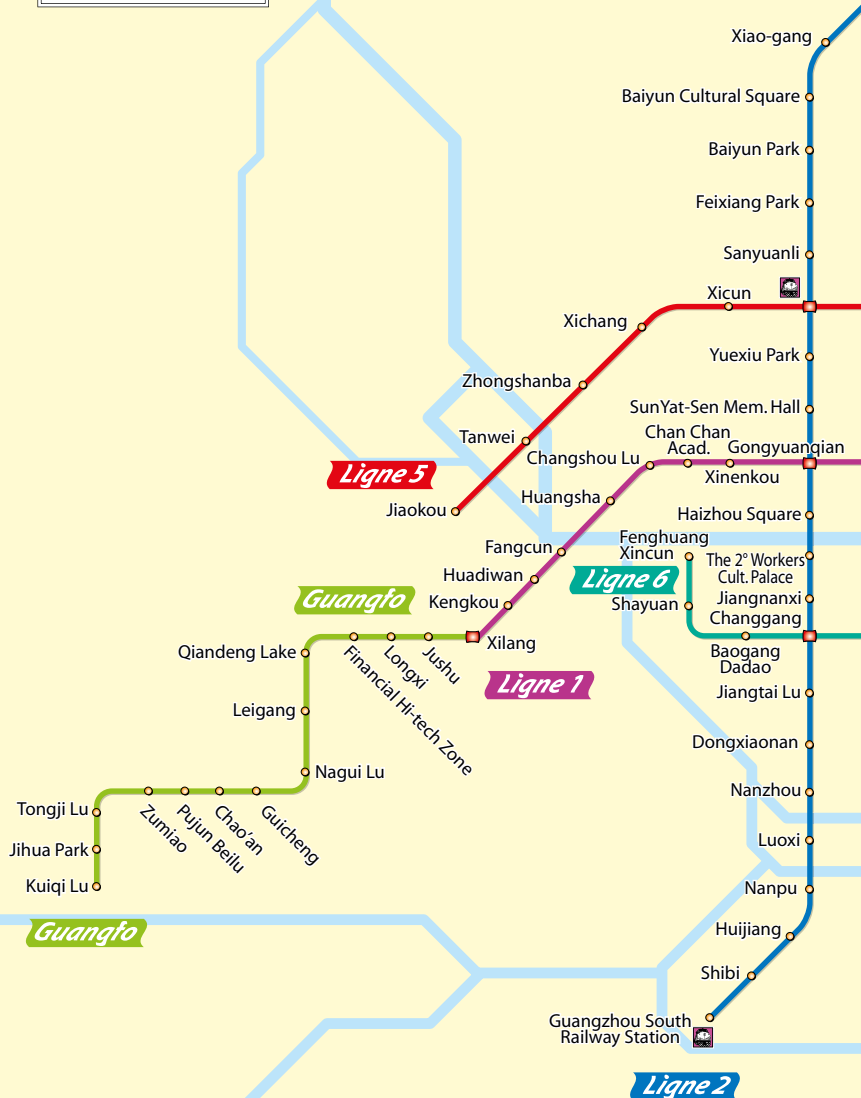 Xiao-gang
Baiyun Cultural Square
Baiyun Park
Feixiang Park
Sanyuanli
Xicun
Xichang
Yuexiu Park
Zhongshanba
SunYat-Sen Mem. Hall
Tanwei
Chan Chan
Acad.
Gongyuanqian
Changshou Lu
Ligne 5
Xinenkou
Huangsha
Jiaokou
Haizhou Square
Fenghuang
Xincun
Fangcun
The 2° Workers
Cult. Palace
Huadiwan
Ligne 6
Guangfo
Kengkou
Shayuan
Jiangnanxi
Changgang
Xilang
Qiandeng Lake
Financial Hi-tech Zone
Longxi
Jushu
Baogang
Dadao
Ligne 1
Jiangtai Lu
Leigang
Dongxiaonan
Nagui Lu
Nanzhou
Tongji Lu
Zumiao
Pujun Beilu
Chao’an
Guicheng
Luoxi
Jihua Park
Kuiqi Lu
Nanpu
Guangfo
Huijiang
Shibi
Guangzhou South
Railway Station
Ligne 2